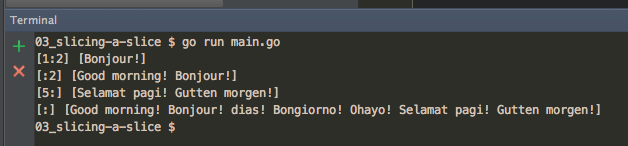 Terminal
03_slicing-a-slice $ go run main.go
[1:2] [Bonjour!]
[:2] [Good morning! Bonjour!]
[5:] [Selamat pagi! Gutten morgen!]
[:] [Good morning! Bonjour! dias! Bongiorno! Ohayo! Selamat pagi! Gutten morgen!]
03_slicing-a-slice $